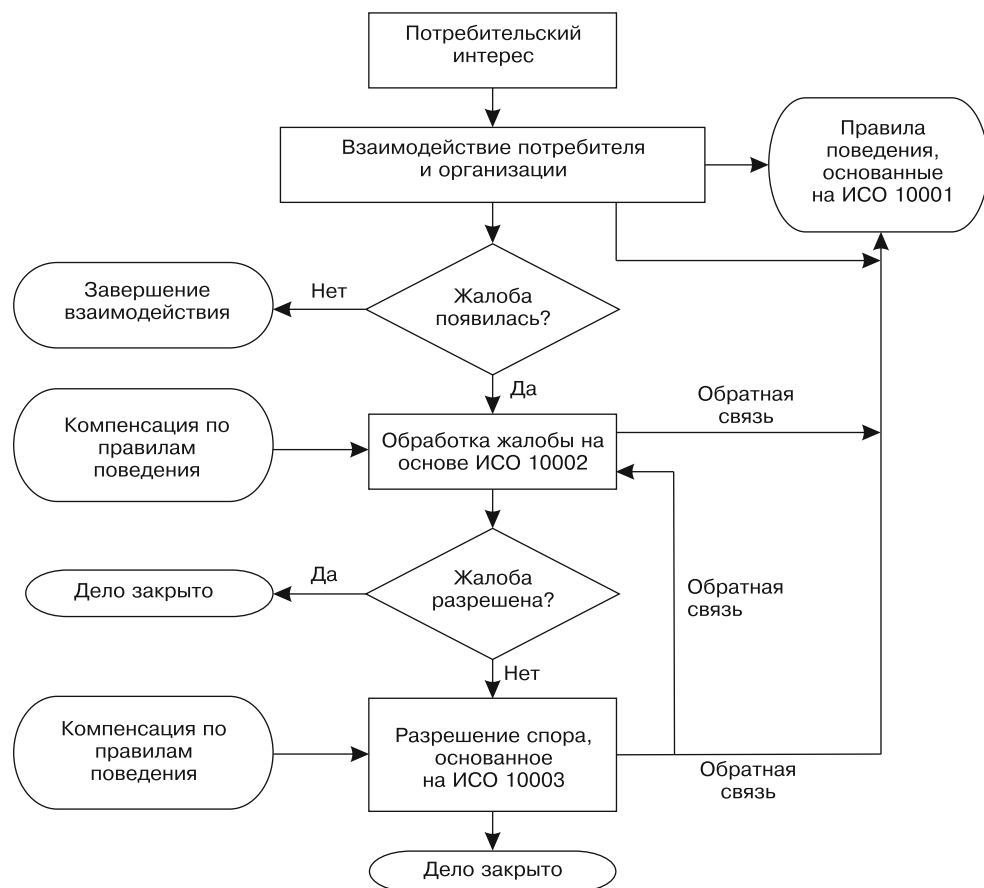 Потребительский
интерес
Взаимодействие потребителя
и организации
Правила
поведения,
основанные
на ИСО 10001
Завершение
взаимодействия
Нет
Жалоба
появилась?
Да
Обратная
связь
Компенсация по
правилам
поведения
Обработка жалобы на
основе ИСО 10002
Дело закрыто
Да
Жалоба
разрешена?
Обратная
связь
Нет
Компенсация по
правилам
поведения
Разрешение спора,
основанное
на ИСО 10003
Обратная
связь
Дело закрыто